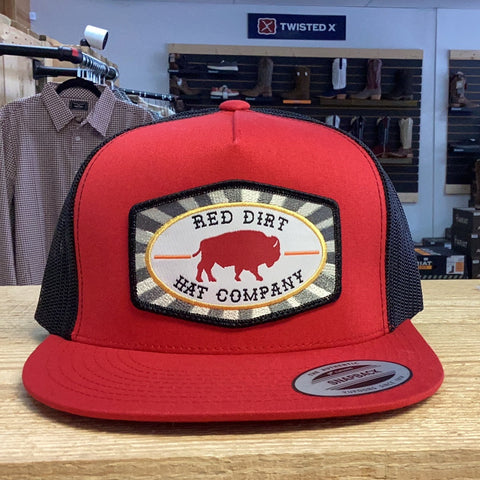 TWISTED X
RED DIRT
HAT COMPANY
SNAPBACK